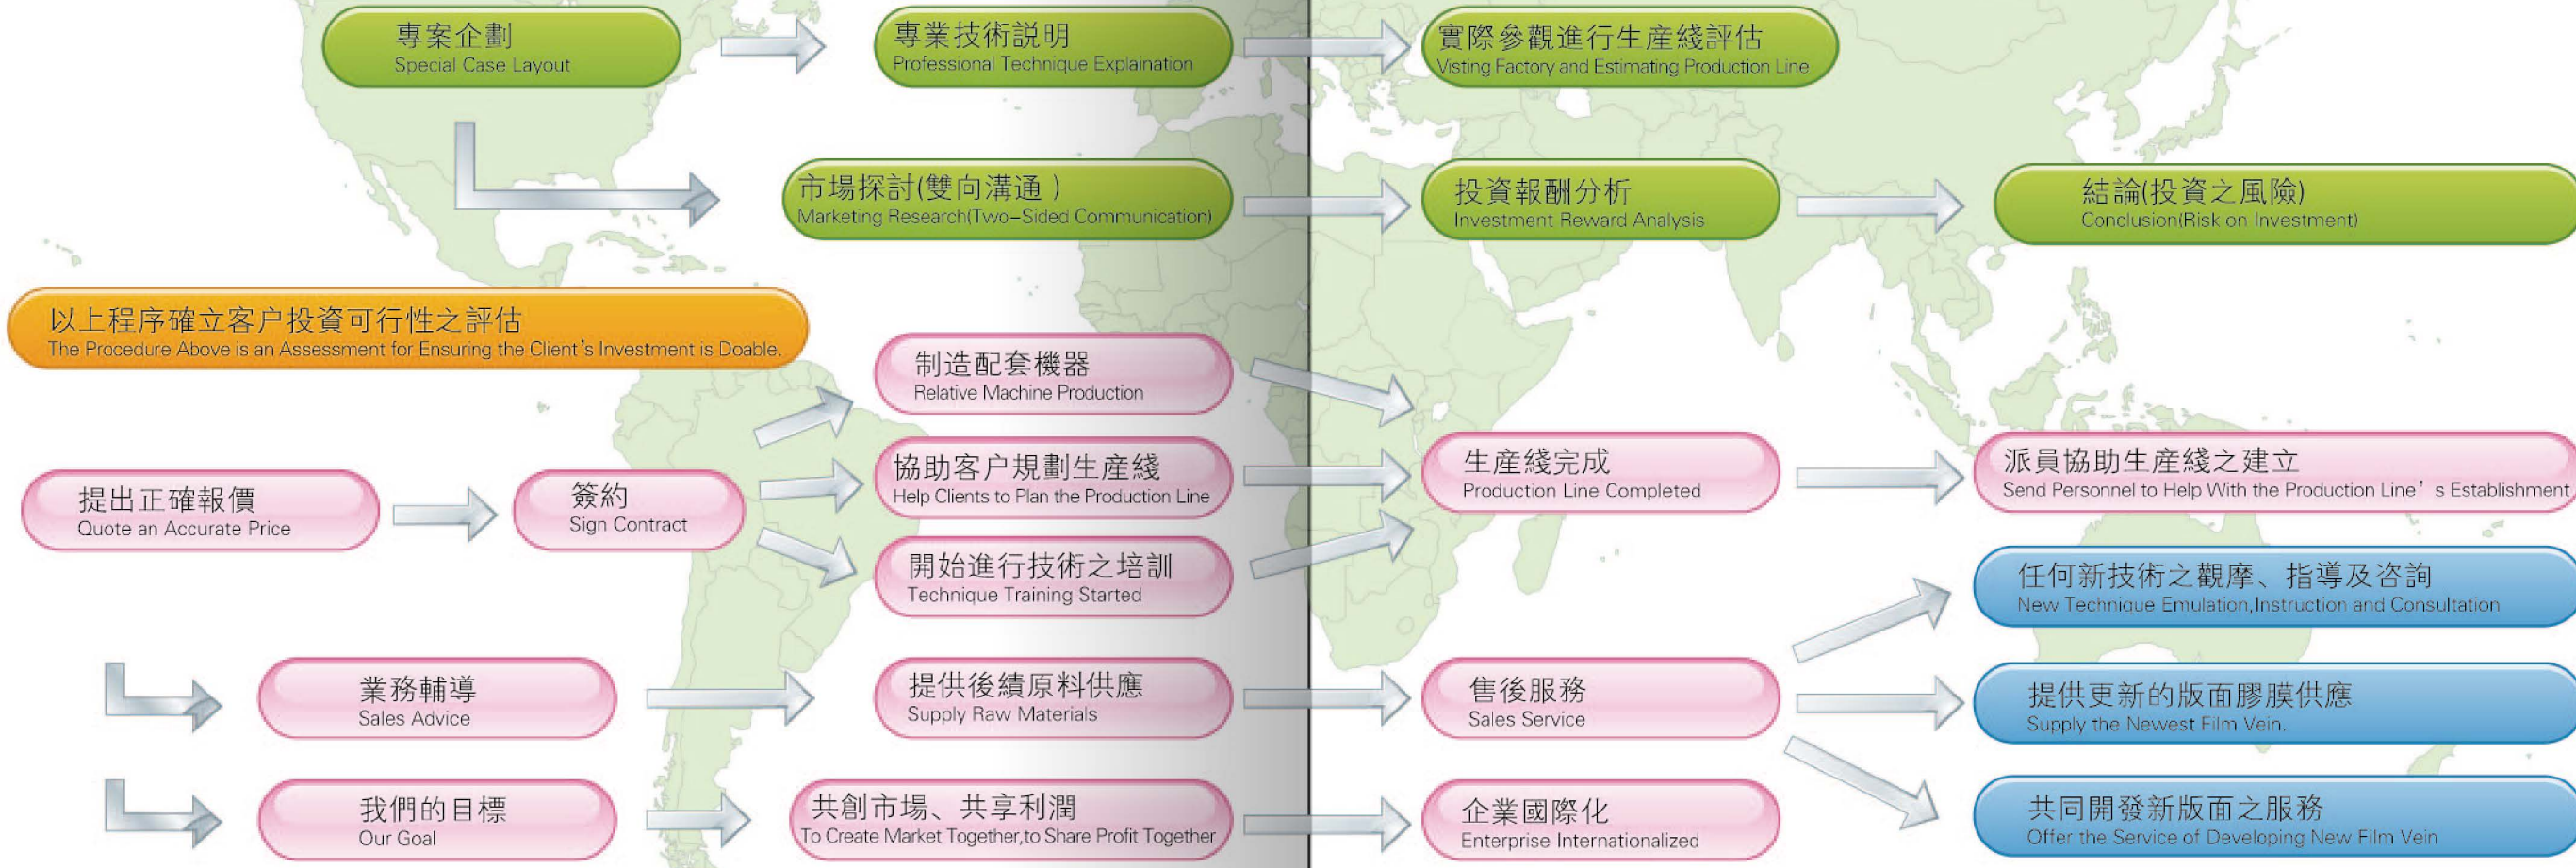 專案企劃
Special Case Layout
專業技術説明
Professional Technique Explaination
實際參觀進行生産綫評估
Visting Factory and Estimating Production Line
市場探討(雙向溝通 )
Marketing Research(Two-Sided Communication)
投資報酬分析
Investment Reward Analysis
結論(投資之風險)
Conclusion(Risk on Investment)
以上程序確立客户投資可行性之評估
The Procedure Above is an Assessment for Ensuring the Client's Investment is Doable.
提出正確報價
Quote an Accurate Price
簽約
Sign Contract
制造配套機器
Relative Machine Production
協助客户規劃生産綫
Help Clients to Plan the Production Line
開始進行技術之培訓
Technique Training Started
生産綫完成
Production Line Completed
派員協助生産綫之建立
Send Personnel to Help With the Production Line's Establishment
業務輔導
Sales Advice
提供後續原料供應
Supply Raw Materials
售後服務
Sales Service
任何新技術之觀摩、指導及咨詢
New Technique Emulation,Instruction and Consultation
提供更新的版面膠膜供應
Supply the Newest Film Vein.
共同開發新版面之服務
Offer the Service of Developing New Film Vein
我們的目標
Our Goal
共創市場、共享利潤
To Create Market Together,to Share Profit Together
企業國際化
Enterprise Internationalized